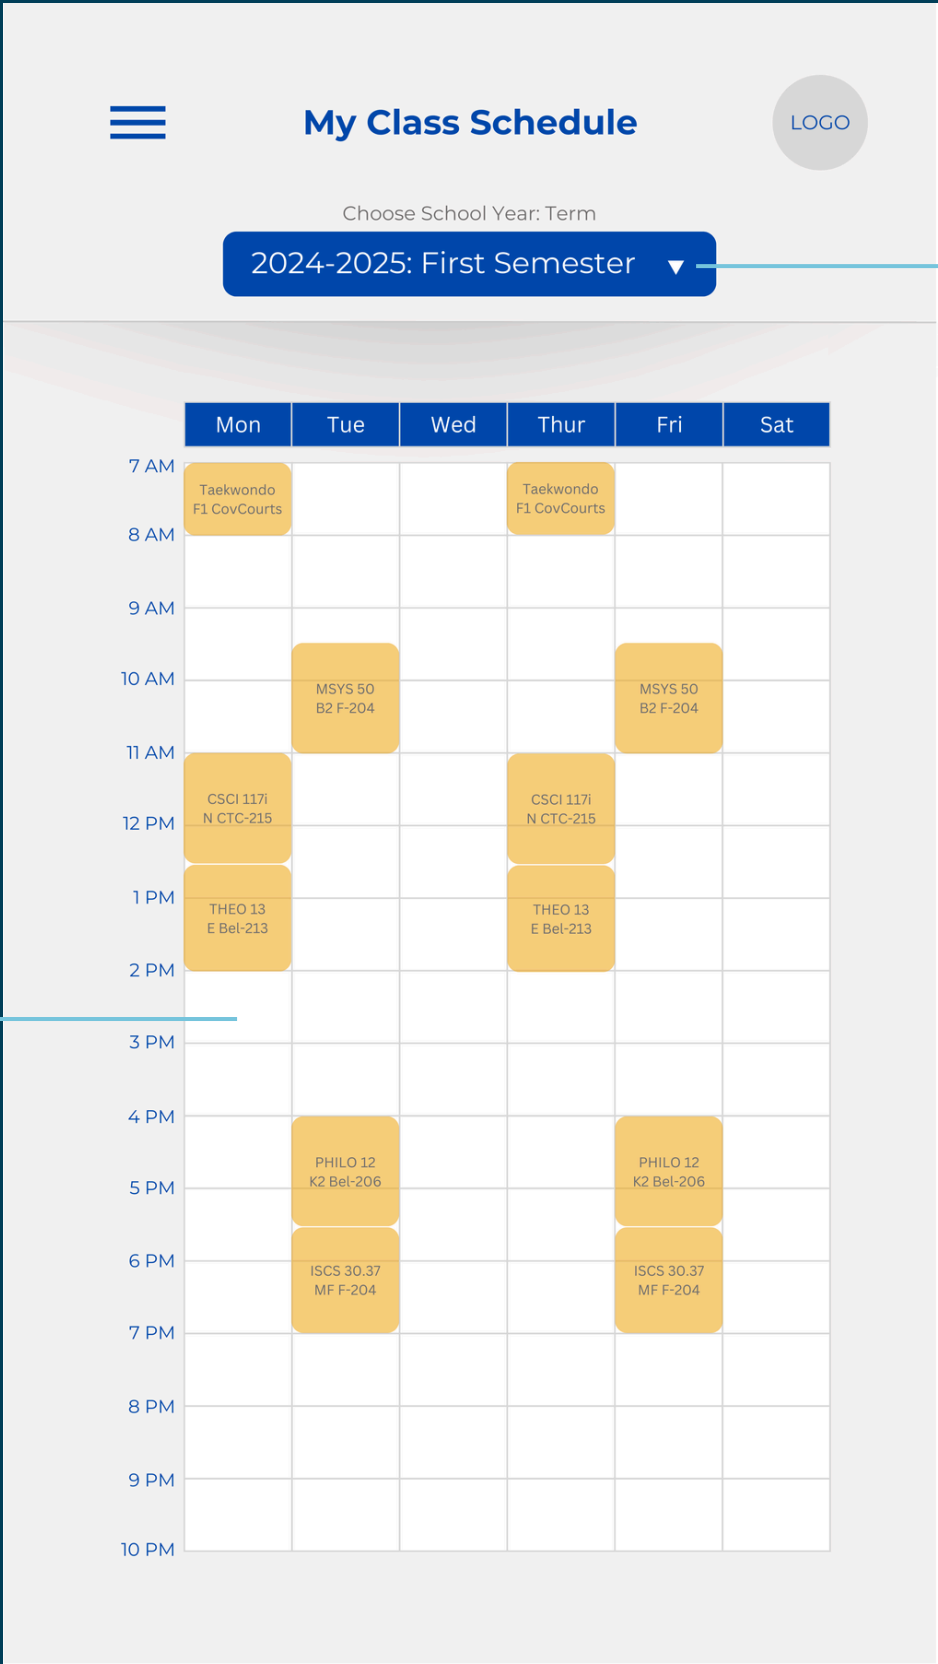 My Class Schedule
LOGO
Choose School Year: Term
2024-2025: First Semester ▼
Mon Tue Wed Thur Fri Sat
7 AM
Taekwondo
F1 CovCourts
Taekwondo
F1 CovCourts
8 AM
9 AM
10 AM
MSYS 50
B2 F-204
MSYS 50
B2 F-204
11 AM
CSCI 117i
N CTC-215
CSCI 117i
N CTC-215
12 PM
1 PM
THEO 13
E Bel-213
THEO 13
E Bel-213
2 PM
3 PM
4 PM
PHILO 12
K2 Bel-206
PHILO 12
K2 Bel-206
5 PM
6 PM
ISCS 30.37
MF F-204
ISCS 30.37
MF F-204
7 PM
8 PM
9 PM
10 PM